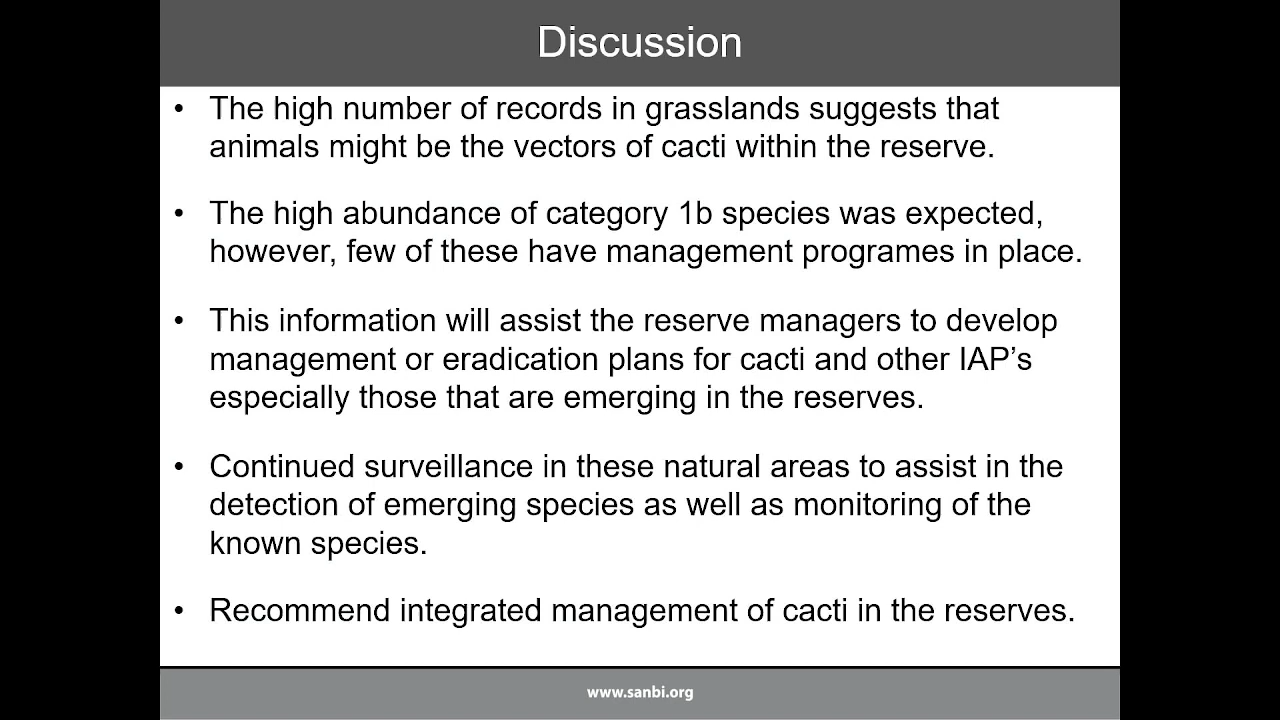 Discussion
• The high number of records in grasslands suggests that
animals might be the vectors of cacti within the reserve.
• The high abundance of category 1b species was expected,
however, few of these have management programes in place.
• This information will assist the reserve managers to develop
management or eradication plans for cacti and other IAP’s
especially those that are emerging in the reserves.
• Continued surveillance in these natural areas to assist in the
detection of emerging species as well as monitoring of the
known species.
• Recommend integrated management of cacti in the reserves.
www.sanbi.org